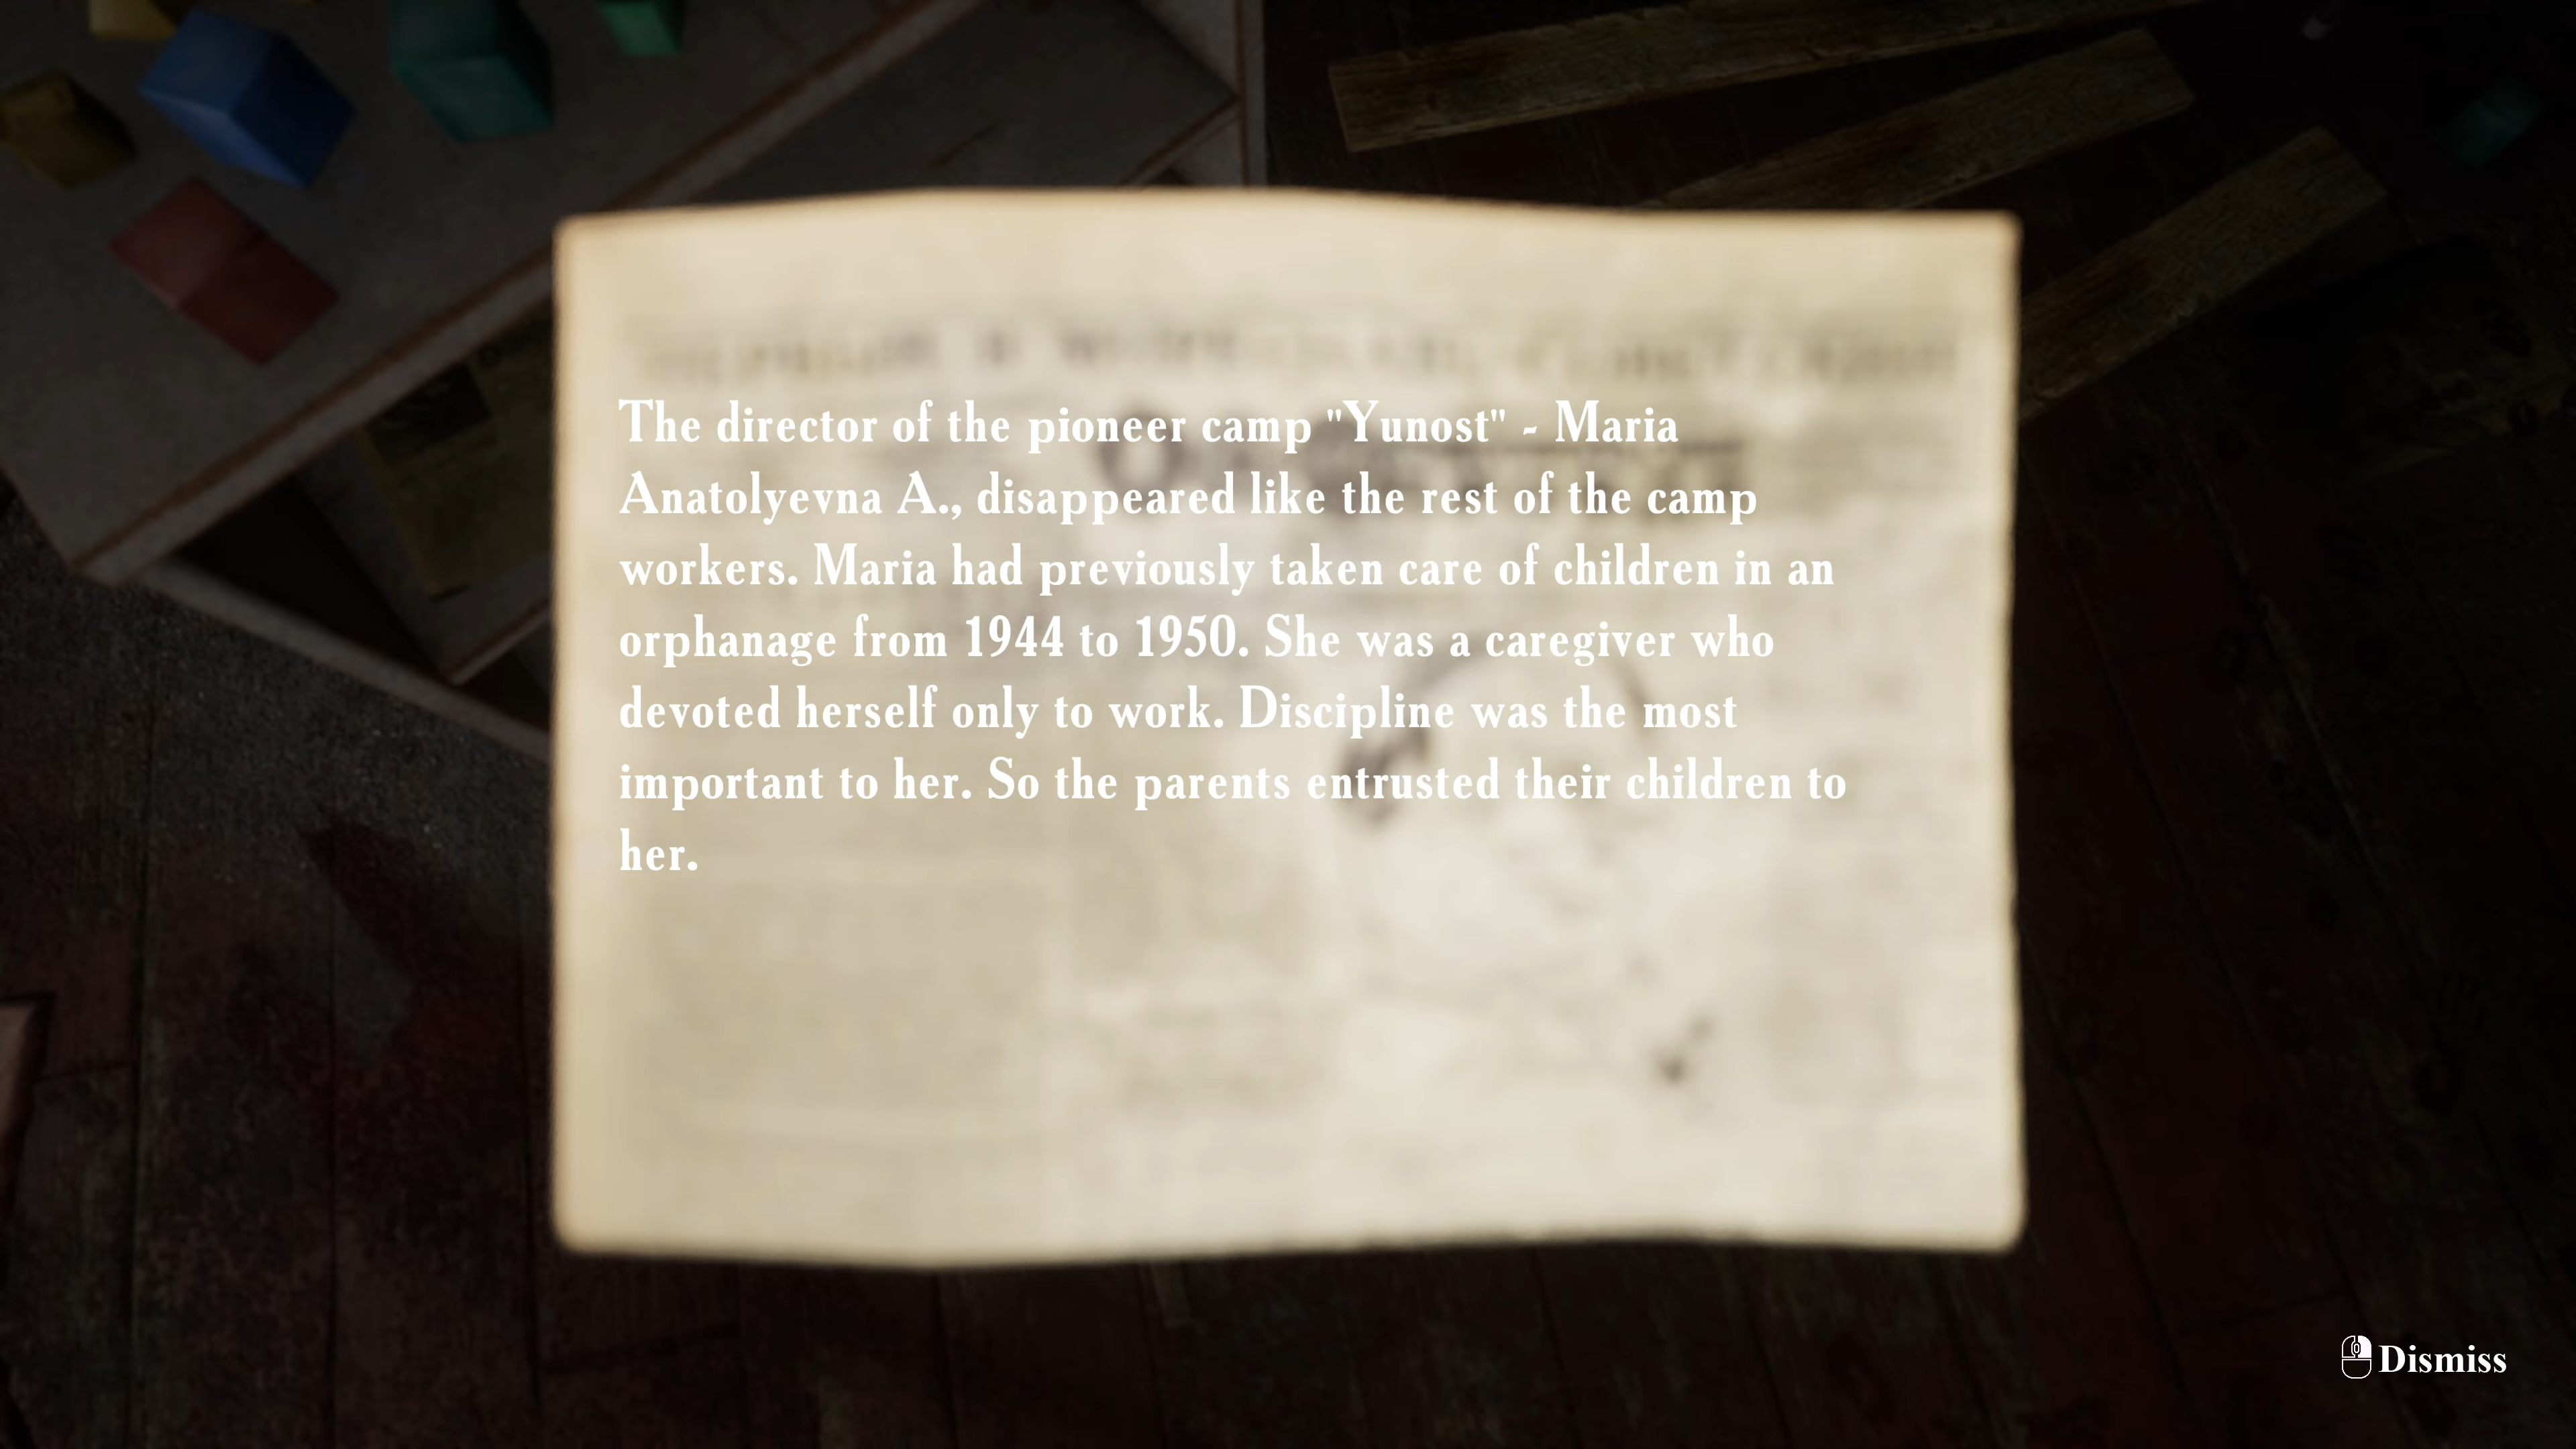 The director of the pioneer camp "Yunost" - Maria
Anatolyevna A., disappeared like the rest of the camp
workers. Maria had previously taken care of children in an
orphanage from 1944 to 1950. She was a caregiver who
devoted herself only to work. Discipline was the most
important to her. So the parents entrusted their children to
her.
Dismiss